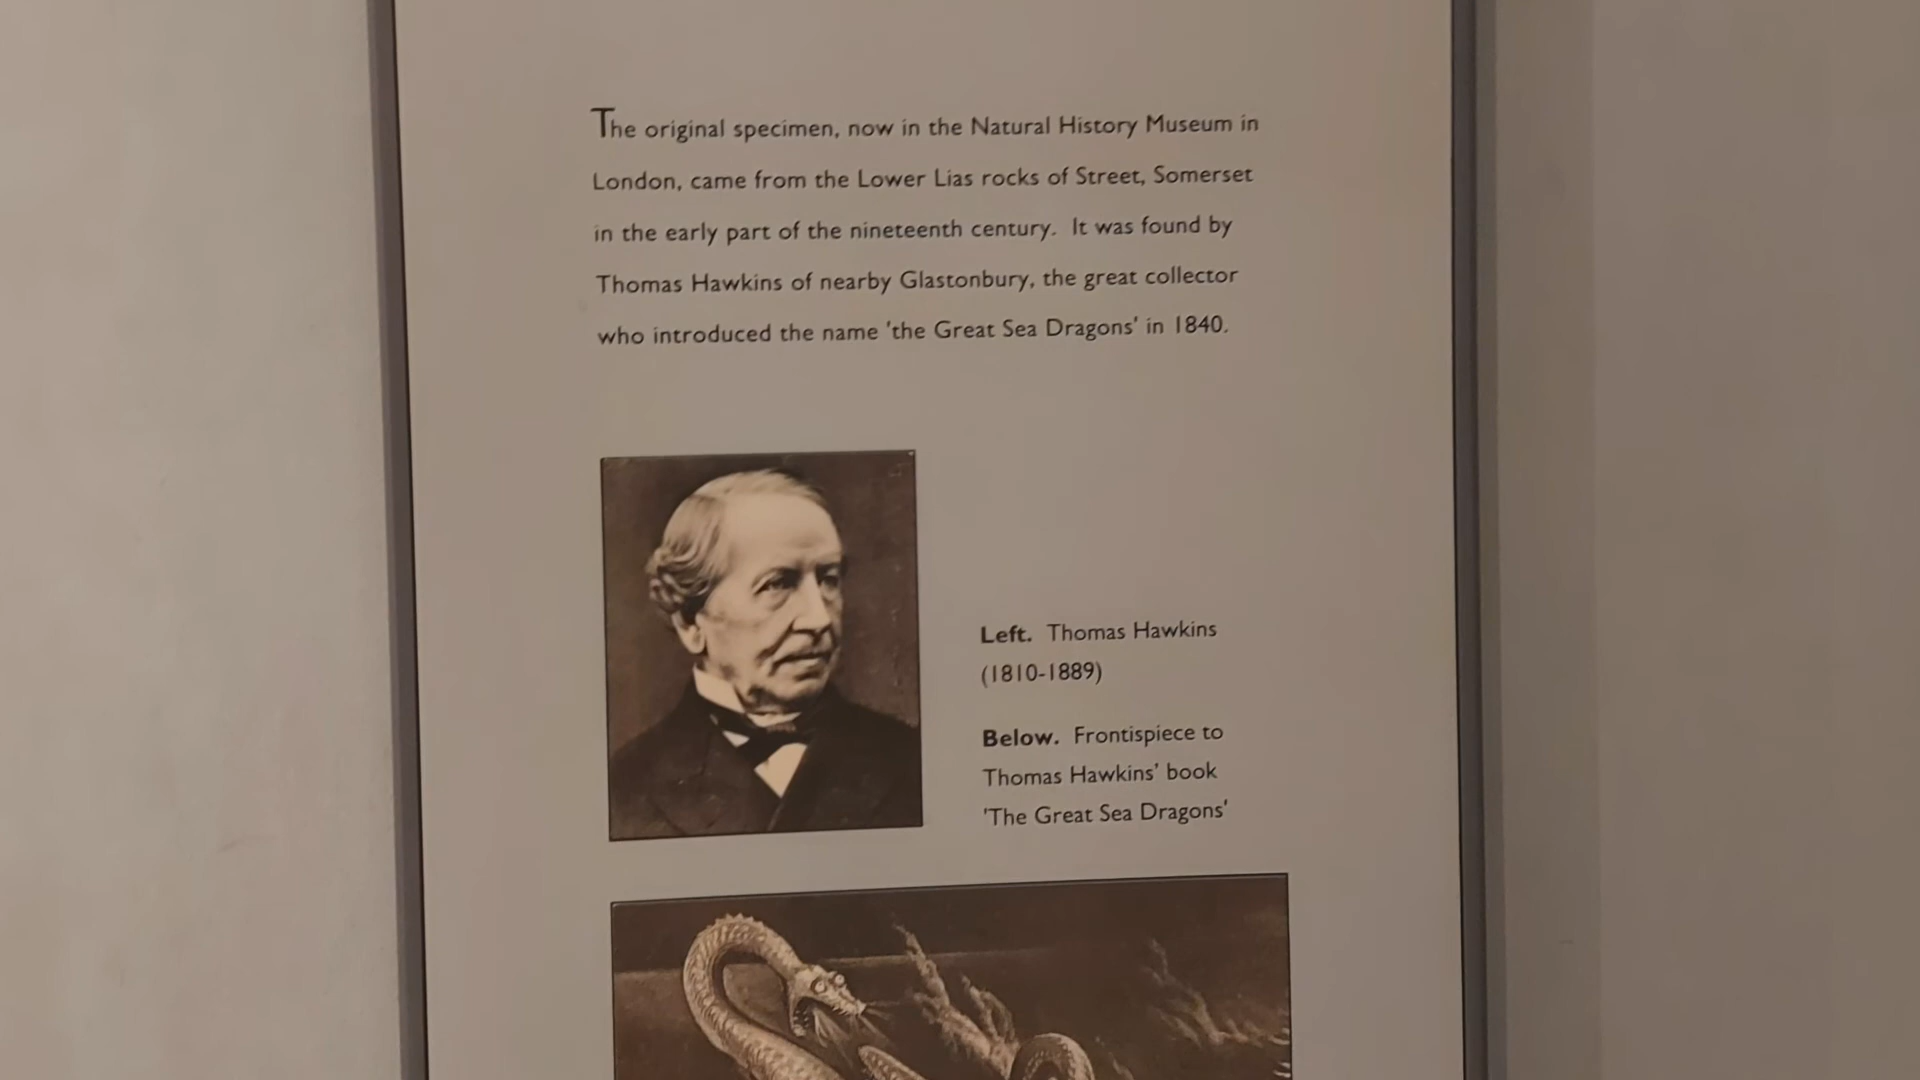 The original specimen, now in the Natural History Museum in
London, came from the Lower Lias rocks of Street, Somerset
in the early part of the nineteenth century. It was found by
Thomas Hawkins of nearby Glastonbury, the great collector
who introduced the name 'the Great Sea Dragons' in 1840.
Left. Thomas Hawkins
(1810-1889)
Below. Frontispiece to
Thomas Hawkins' book
'The Great Sea Dragons'